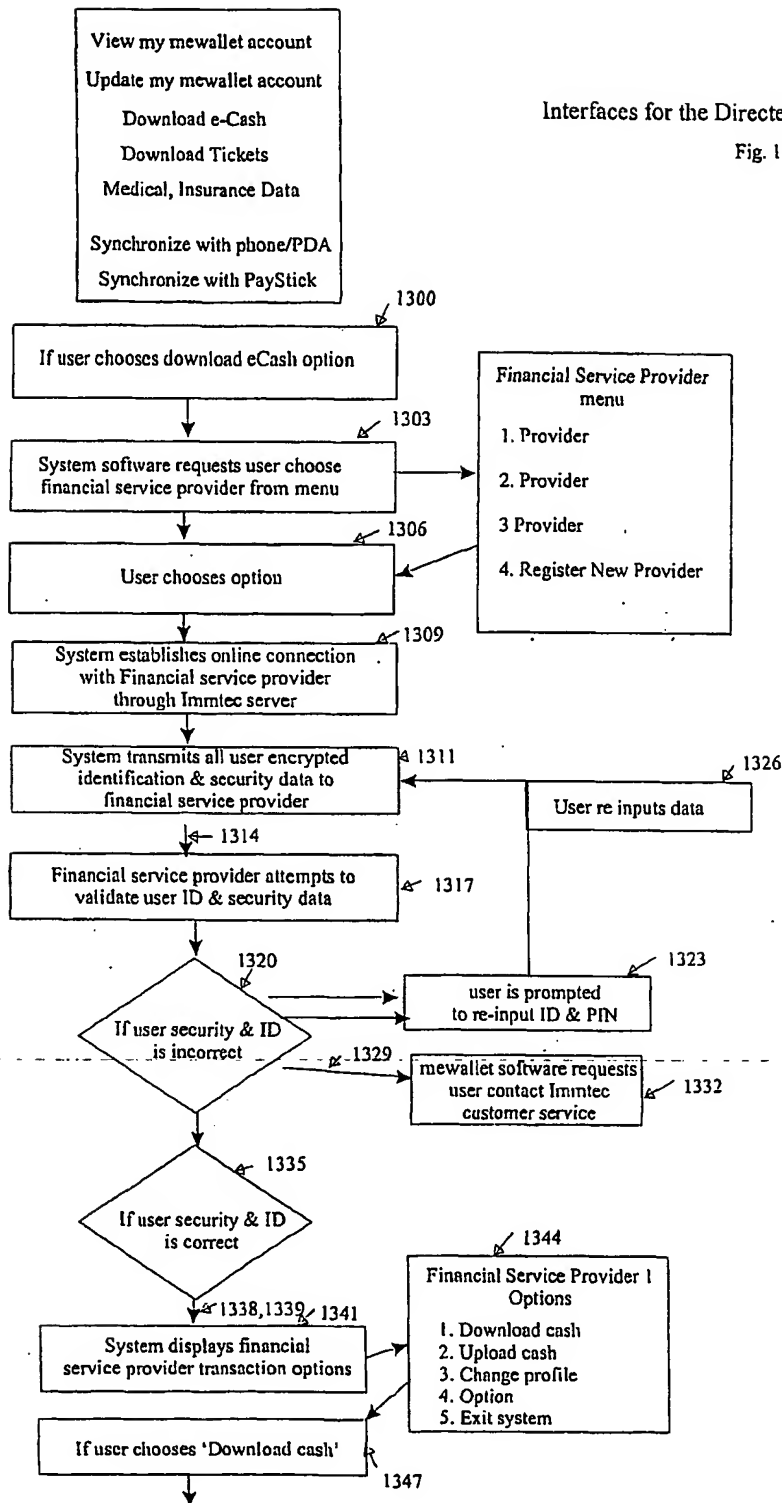 View my mewallet account
Update my mewallet account
Download e-Cash
Download Tickets
Medical, Insurance Data
Synchronize with phone/PDA
Synchronize with PayStick
Interfaces for the Directe
Fig. 1
1300
If user chooses download eCash option
1303
System software requests user choose
financial service provider from menu
Financial Service Provider
menu
1. Provider
2. Provider
3 Provider
4. Register New Provider
1306
User chooses option
1309
System establishes online connection
with Financial service provider
through Immtec server
1311
System transmits all user encrypted
identification & security data to
financial service provider
1326
User re inputs data
1314
Financial service provider attempts to
validate user ID & security data
1317
1320
If user security & ID
is incorrect
1323
user is prompted
to re-input ID & PIN
1329
mewallet software requests
user contact Immtec
customer service
1332
1335
If user security & ID
is correct
1338,1339
1341
System displays financial
service provider transaction options
1344
Financial Service Provider 1
Options
1. Download cash
2. Upload cash
3. Change profile
4. Option
5. Exit system
If user chooses 'Download cash'
1347